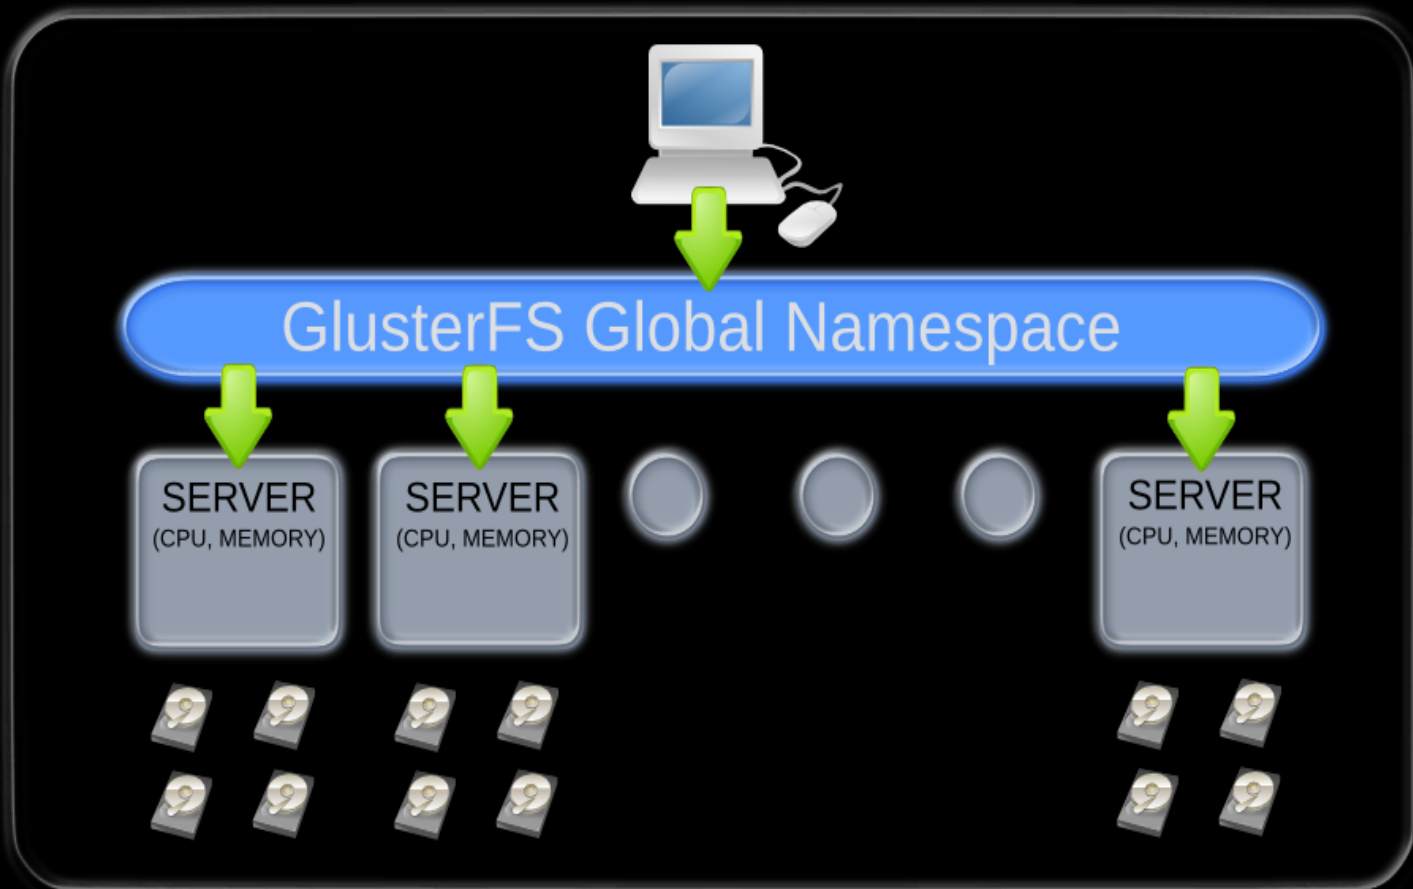 GlusterFS Global Namespace
SERVER
(CPU, MEMORY)
SERVER
(CPU, MEMORY)
SERVER
(CPU, MEMORY)